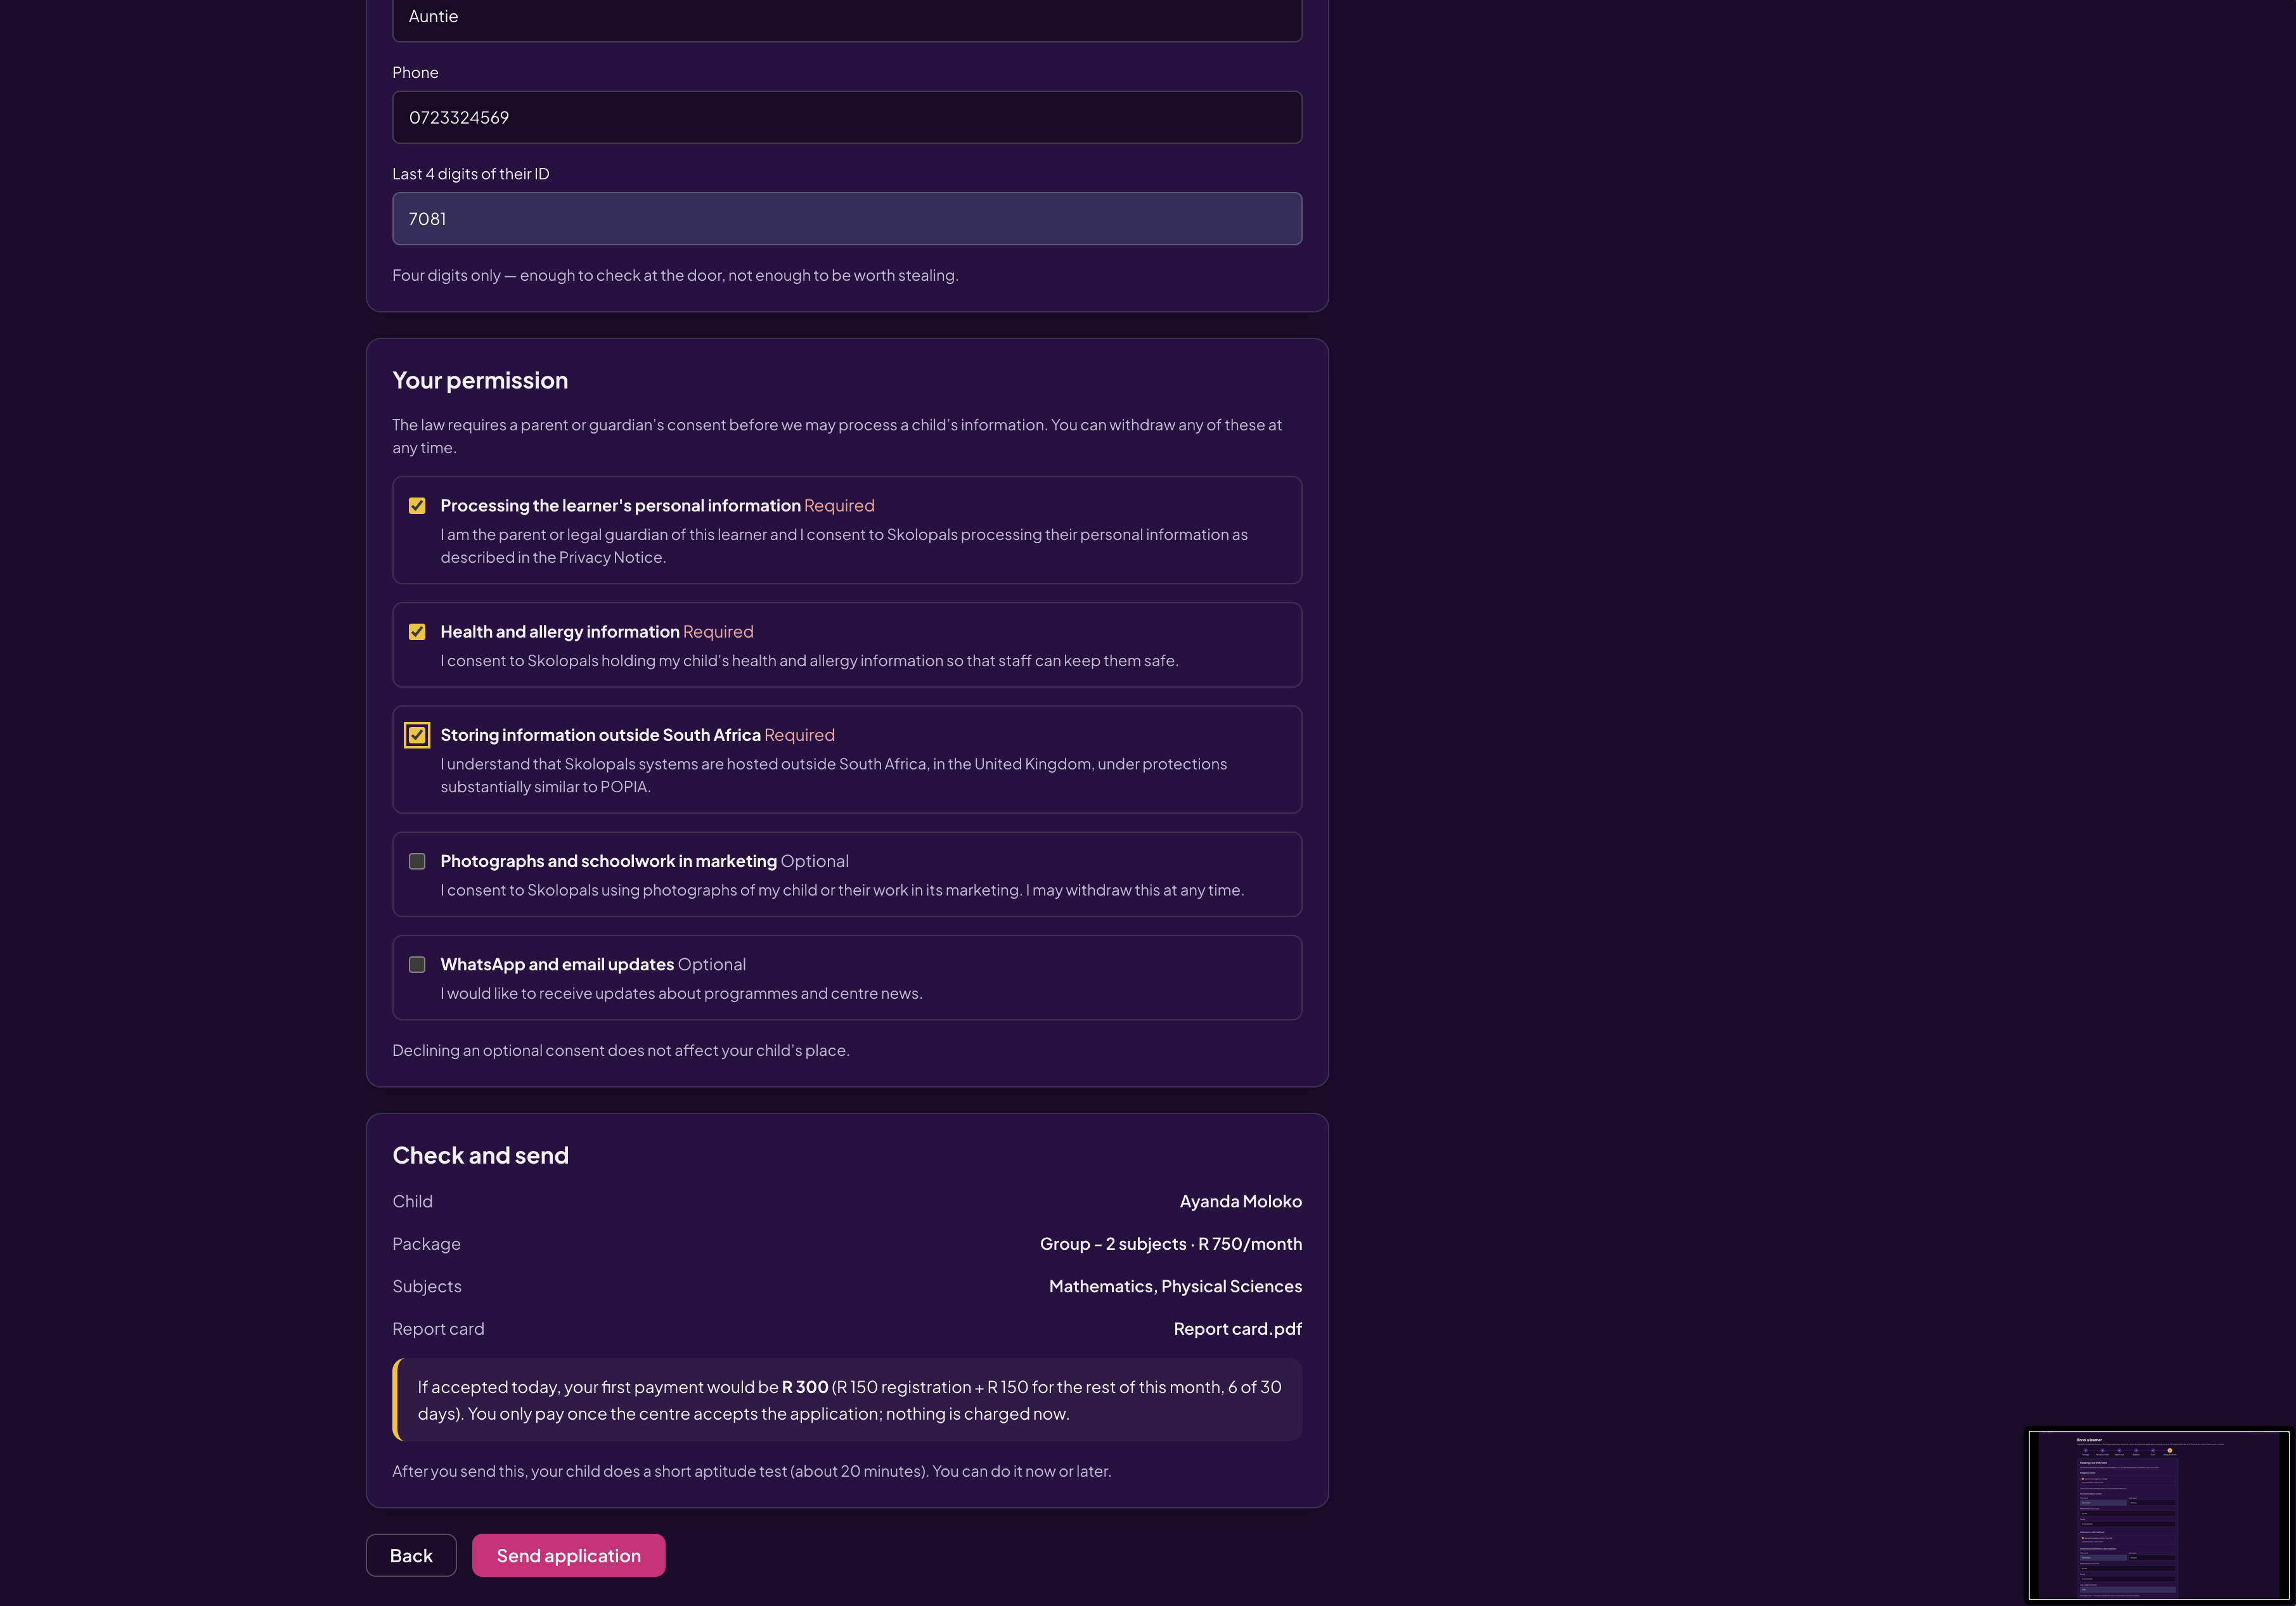 Auntie
Phone
0723324569
Last 4 digits of their ID
7081
Four digits only — enough to check at the door, not enough to be worth stealing.
Your permission
The law requires a parent or guardian's consent before we may process a child's information. You can withdraw any of these at
any time.
Processing the learner's personal information Required
I am the parent or legal guardian of this learner and I consent to Skolopals processing their personal information as
described in the Privacy Notice.
Health and allergy information Required
I consent to Skolopals holding my child's health and allergy information so that staff can keep them safe.
Storing information outside South Africa Required
I understand that Skolopals systems are hosted outside South Africa, in the United Kingdom, under protections
substantially similar to POPIA.
Photographs and schoolwork in marketing Optional
I consent to Skolopals using photographs of my child or their work in its marketing. I may withdraw this at any time.
WhatsApp and email updates Optional
I would like to receive updates about programmes and centre news.
Declining an optional consent does not affect your child's place.
Check and send
Child Ayanda Moloko
Package Group – 2 subjects · R 750/month
Subjects Mathematics, Physical Sciences
Report card Report card.pdf
If accepted today, your first payment would be R 300 (R 150 registration + R 150 for the rest of this month, 6 of 30
days). You only pay once the centre accepts the application; nothing is charged now.
After you send this, your child does a short aptitude test (about 20 minutes). You can do it now or later.
Back Send application
Enrol a learner